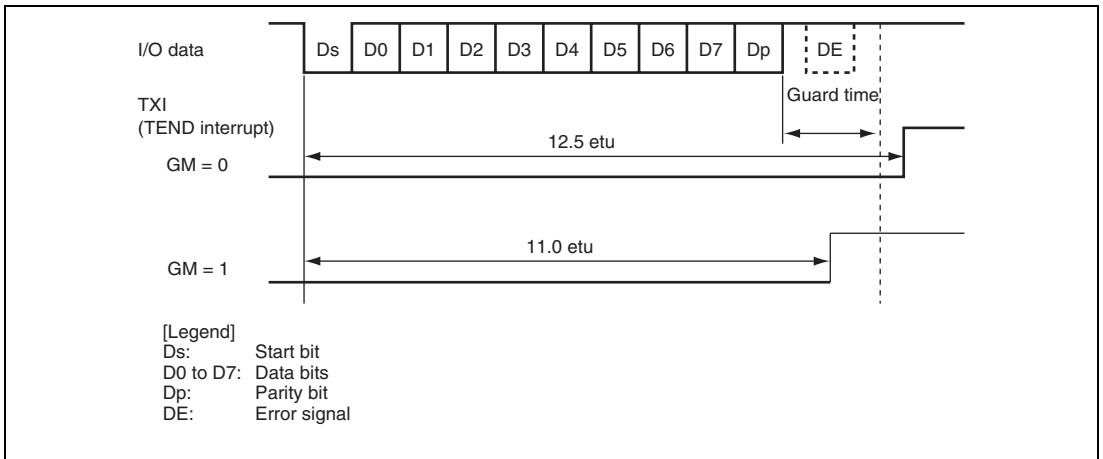 I/O data
Ds D0 D1 D2 D3 D4 D5 D6 D7 Dp DE
Guard time
TXI
(TEND interrupt)
12.5 etu
GM = 0
11.0 etu
GM = 1
[Legend]
Ds: Start bit
D0 to D7: Data bits
Dp: Parity bit
DE: Error signal